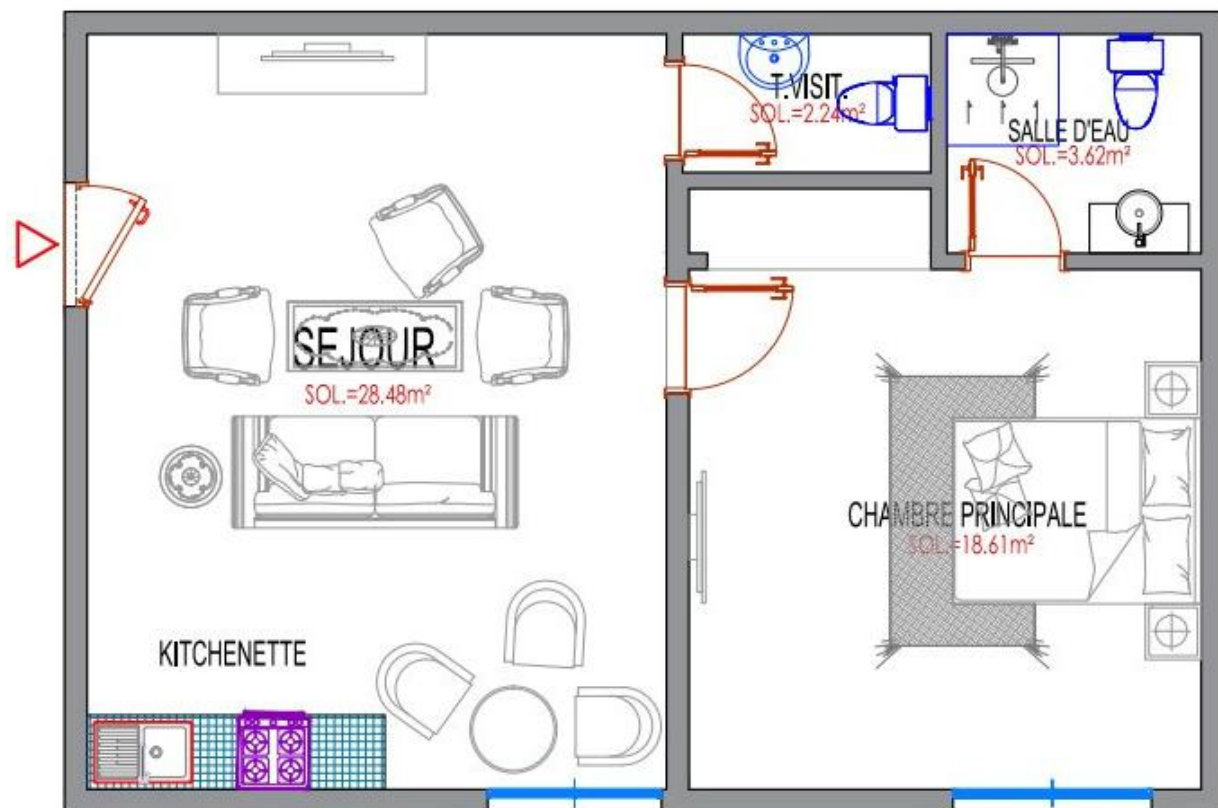 T.VISIT.
SOL.=2.24m²
SALLE D'EAU
SOL.=3.62m²
SEJOUR
SOL.=28.48m²
CHAMBRE PRINCIPALE
SOL.=18.61m²
KITCHENETTE